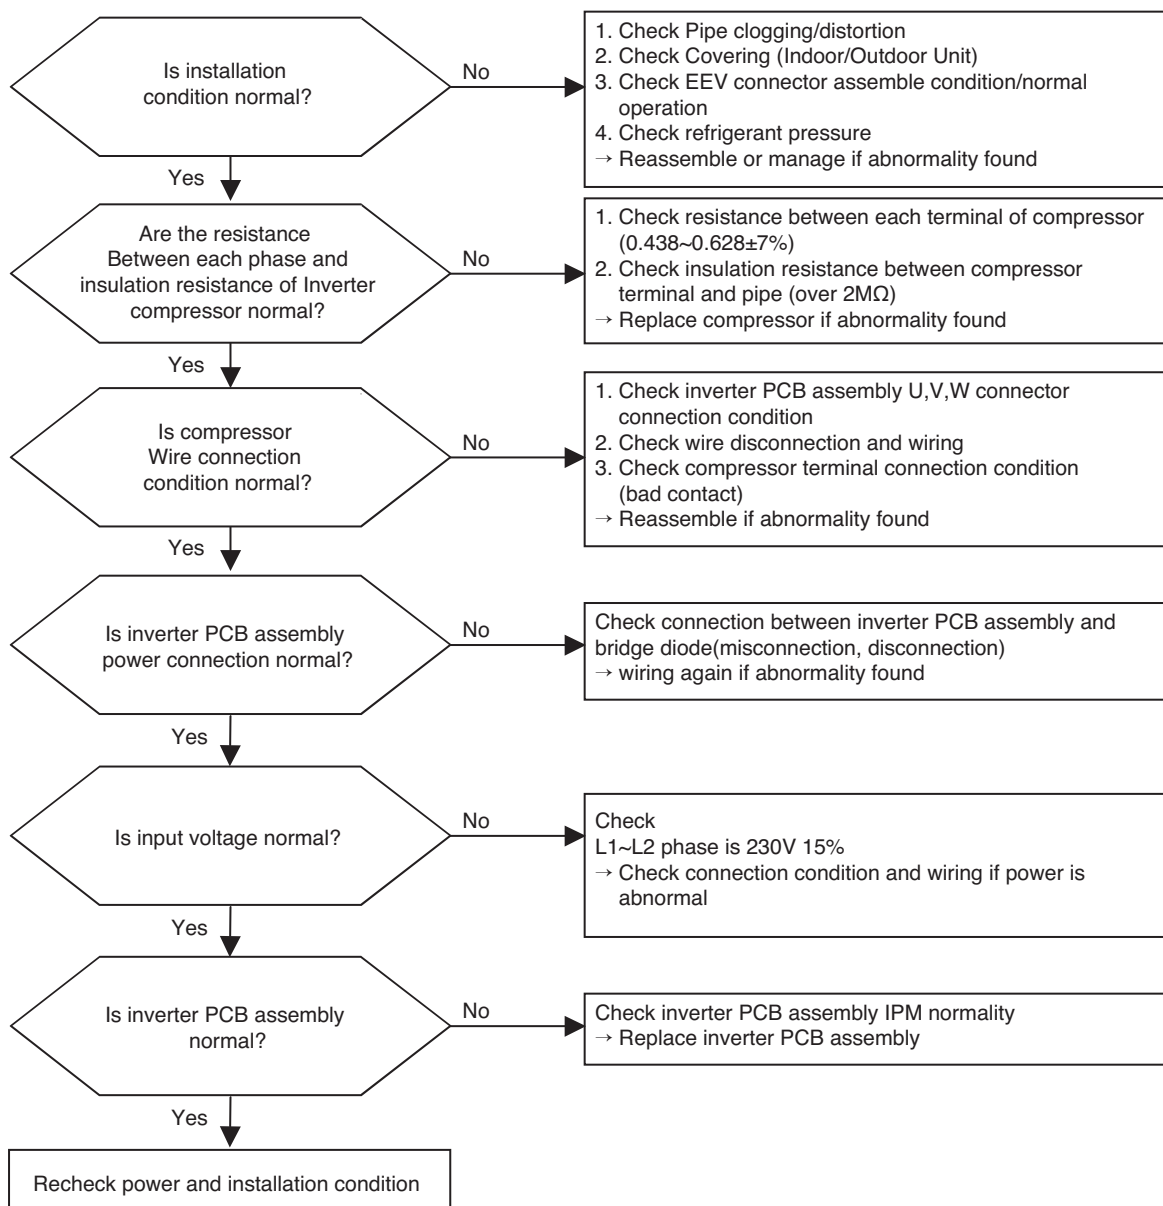 Is installation
condition normal?
No
1. Check Pipe clogging/distortion
2. Check Covering (Indoor/Outdoor Unit)
3. Check EEV connector assemble condition/normal
operation
4. Check refrigerant pressure
→ Reassemble or manage if abnormality found
Yes
Are the resistance
Between each phase and
insulation resistance of Inverter
compressor normal?
No
1. Check resistance between each terminal of compressor
(0.438~0.628±7%)
2. Check insulation resistance between compressor
terminal and pipe (over 2MΩ)
→ Replace compressor if abnormality found
Yes
Is compressor
Wire connection
condition normal?
No
1. Check inverter PCB assembly U,V,W connector
connection condition
2. Check wire disconnection and wiring
3. Check compressor terminal connection condition
(bad contact)
→ Reassemble if abnormality found
Yes
Is inverter PCB assembly
power connection normal?
No
Check connection between inverter PCB assembly and
bridge diode(misconnection, disconnection)
→ wiring again if abnormality found
Yes
Is input voltage normal?
No
Check
L1~L2 phase is 230V 15%
→ Check connection condition and wiring if power is
abnormal
Yes
Is inverter PCB assembly
normal?
No
Check inverter PCB assembly IPM normality
→ Replace inverter PCB assembly
Yes
Recheck power and installation condition